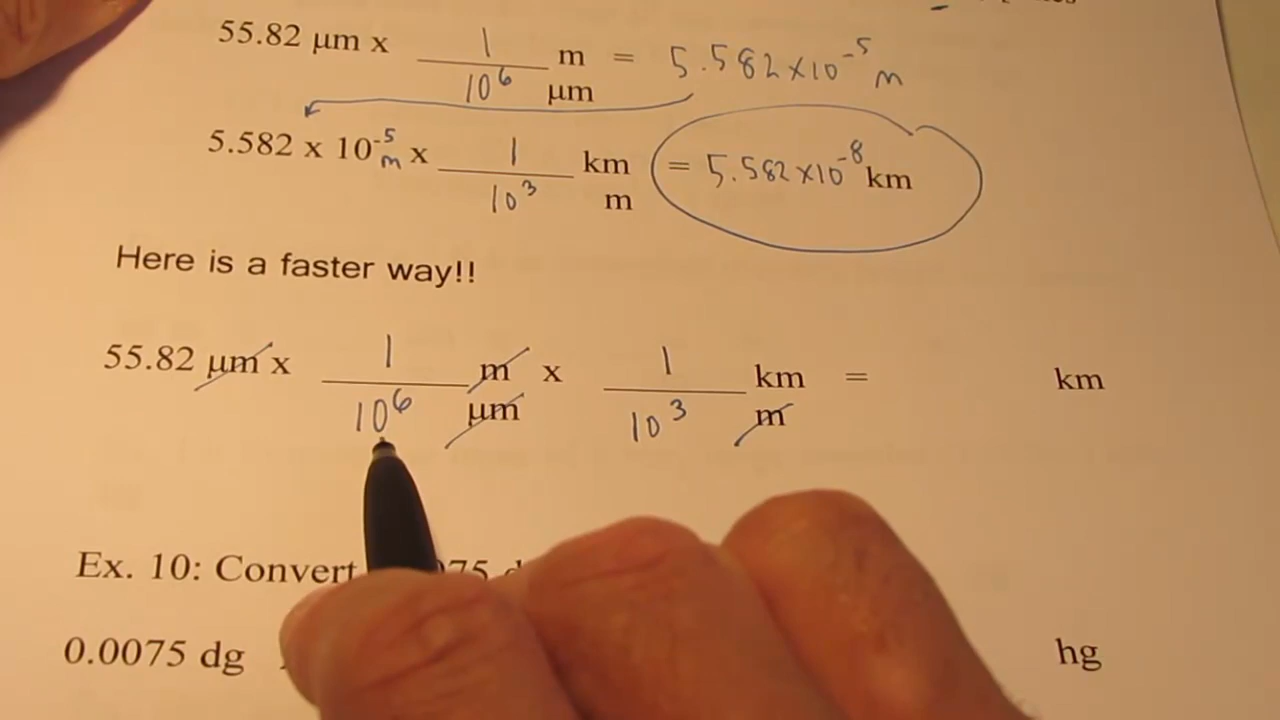 55.82 μm x 1 / 10⁶ m / μm = 5.582 x 10⁻⁵ m
5.582 x 10⁻⁵ m x 1 / 10³ km / m = 5.582 x 10⁻⁸ km
Here is a faster way!!
55.82 μm x 1 / 10⁶ m / μm x 1 / 10³ km / m = km
Ex. 10: Convert
0.0075 dg hg